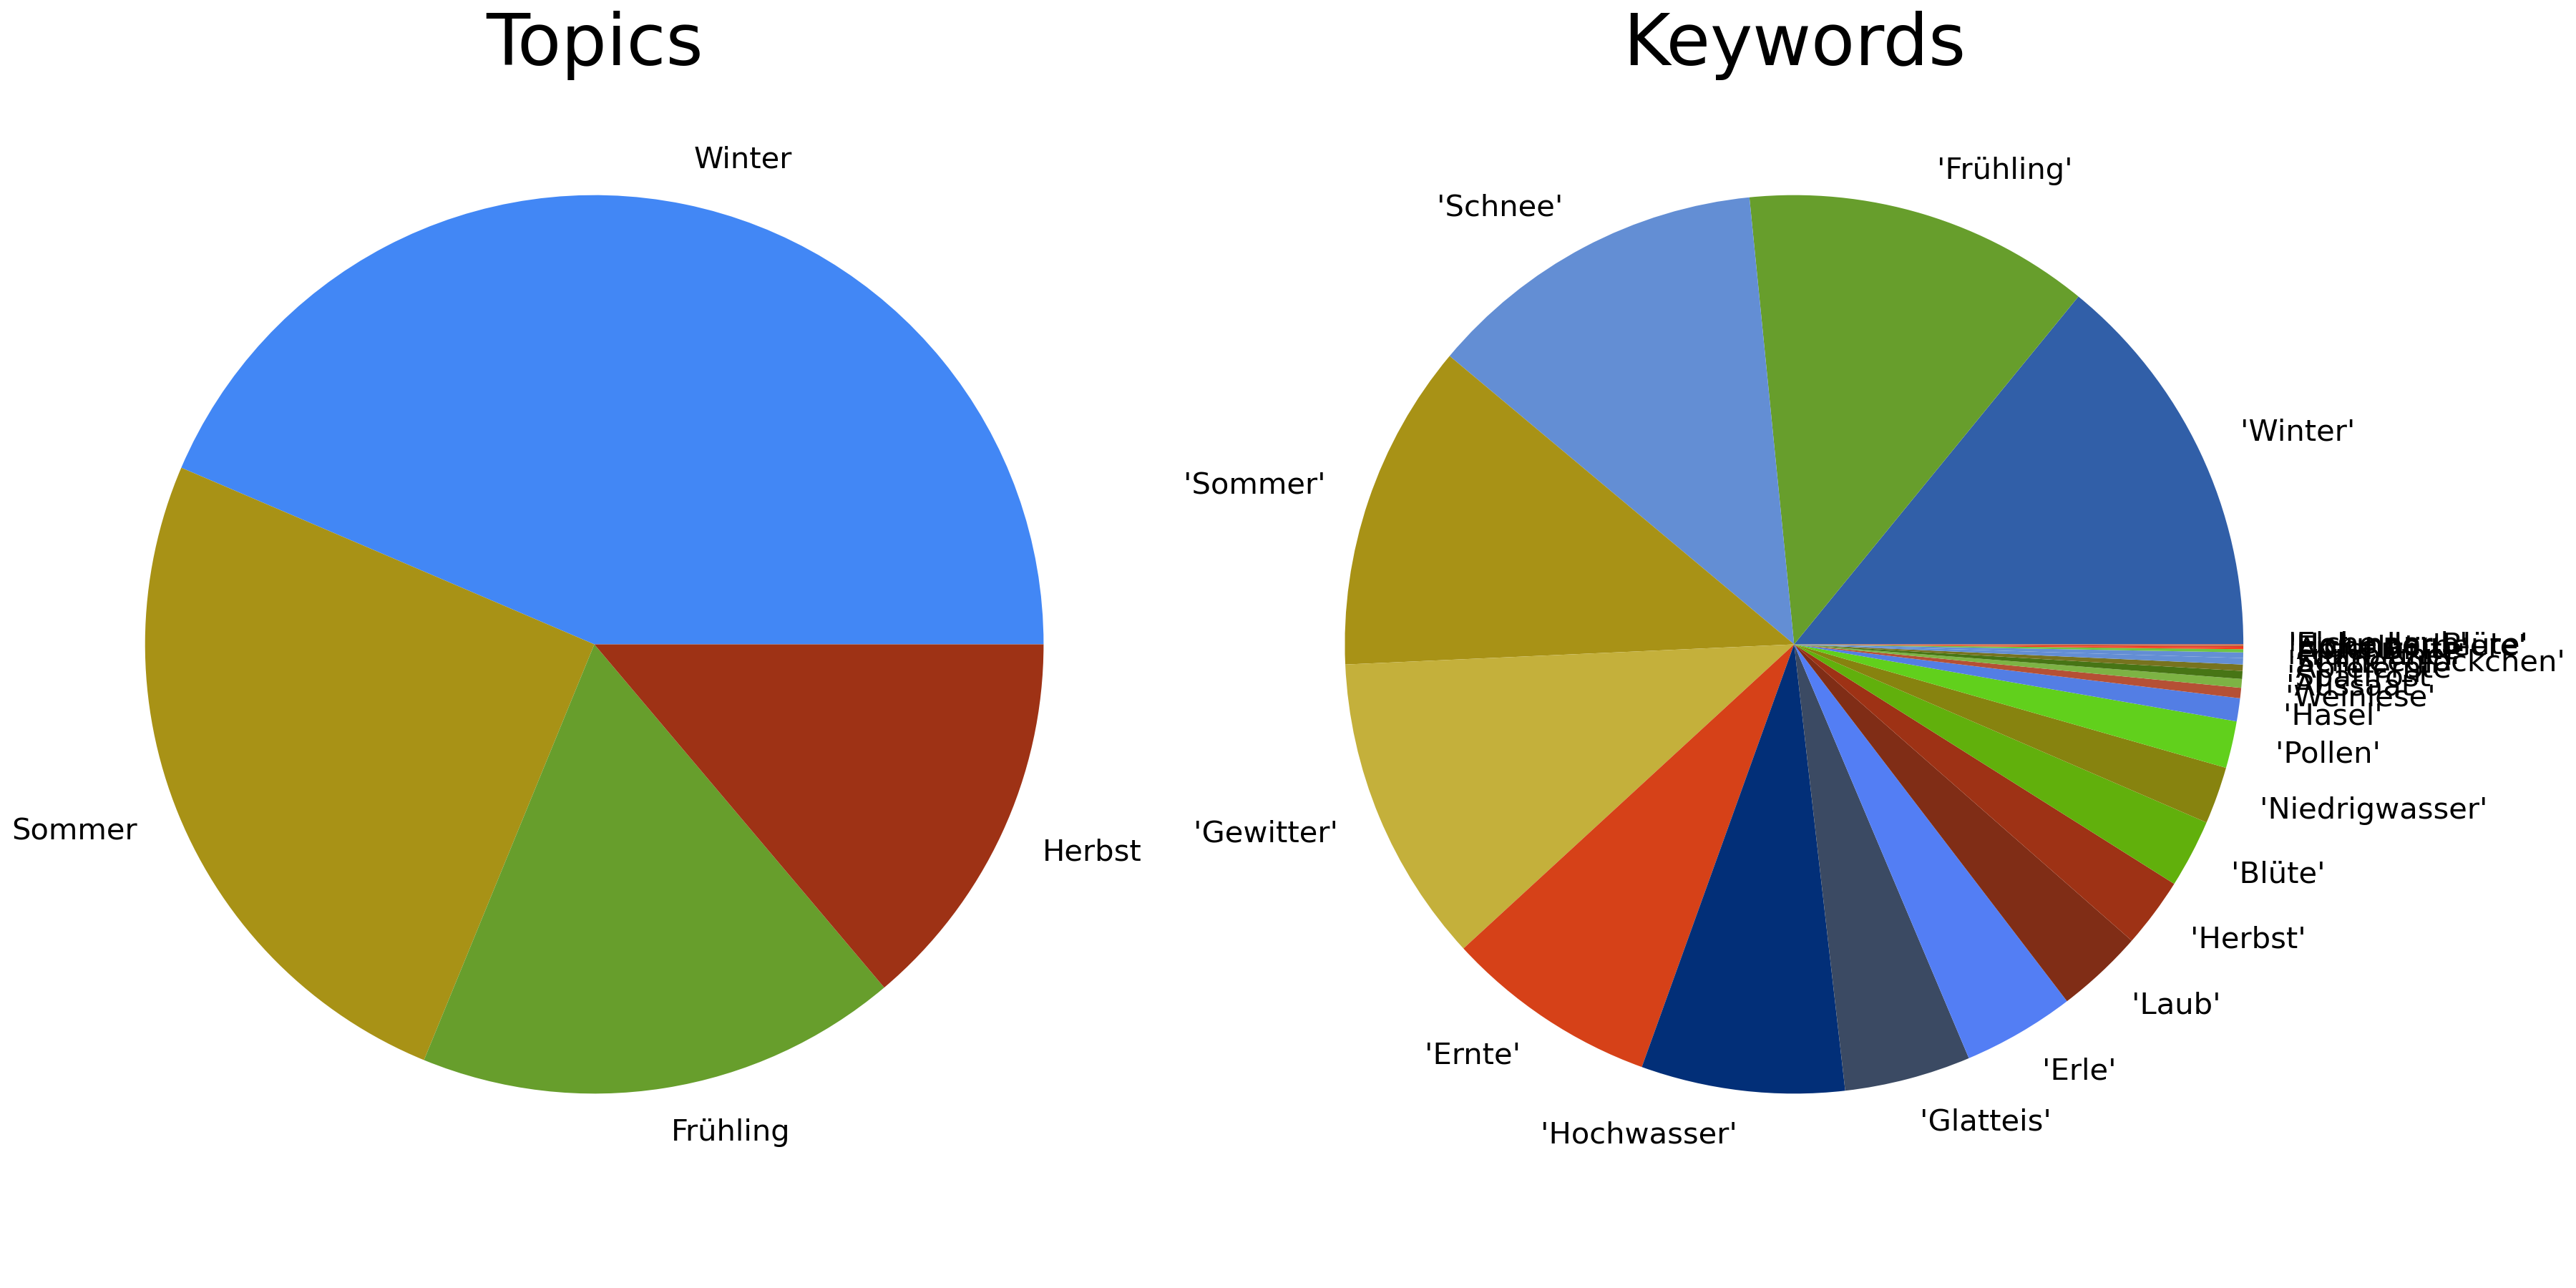 Topics
Keywords
Winter
Sommer
Frühling
Herbst
'Winter'
'Frühling'
'Schnee'
'Sommer'
'Gewitter'
'Ernte'
'Hochwasser'
'Glatteis'
'Erle'
'Laub'
'Herbst'
'Blüte'
'Niedrigwasser'
'Pollen'
'Hasel'
'Weinlese'
'Aussaat'